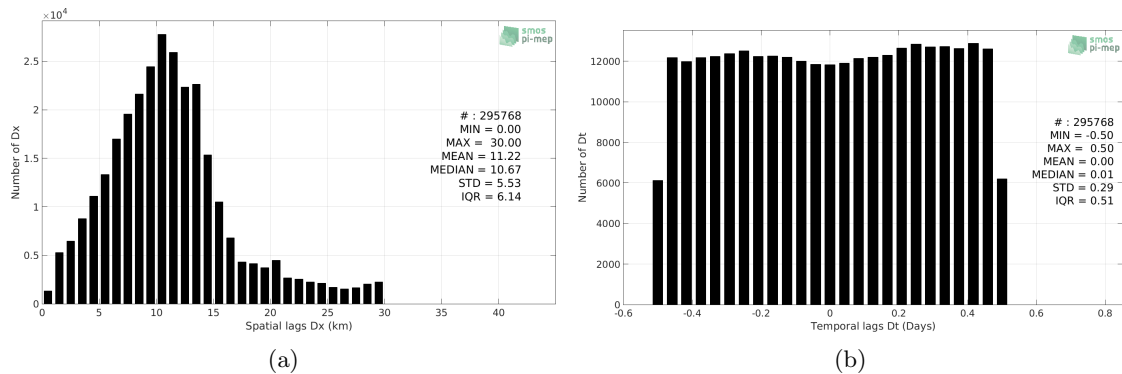 ×10⁴
2.5
2
1.5
1
0.5
0
Number of Dx
0 5 10 15 20 25 30 35 40
Spatial lags Dx (km)
smos
pi-mep
# : 295768
MIN = 0.00
MAX = 30.00
MEAN = 11.22
MEDIAN = 10.67
STD = 5.53
IQR = 6.14
(a)
12000
10000
8000
6000
4000
2000
0
Number of Dt
-0.6 -0.4 -0.2 0 0.2 0.4 0.6 0.8
Temporal lags Dt (Days)
smos
pi-mep
# : 295768
MIN = -0.50
MAX = 0.50
MEAN = 0.00
MEDIAN = 0.01
STD = 0.29
IQR = 0.51
(b)